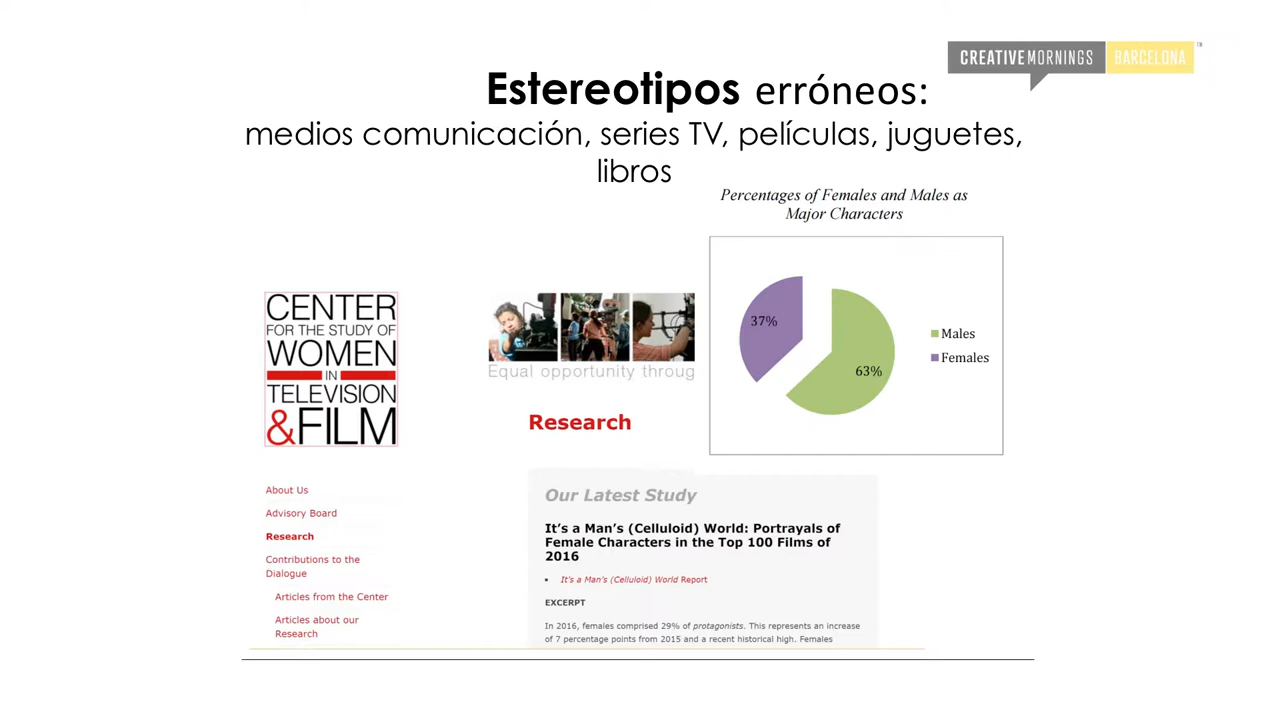 CREATIVEMORNINGS BARCELONA ™
Estereotipos erróneos:
medios comunicación, series TV, películas, juguetes,
libros
Percentages of Females and Males as
Major Characters
37%
63%
Males
Females
CENTER
FOR THE STUDY OF
WOMEN
IN
TELEVISION
&FILM
Equal opportunity throug
Research
About Us
Advisory Board
Research
Contributions to the
Dialogue
Articles from the Center
Articles about our
Research
Our Latest Study
It's a Man's (Celluloid) World: Portrayals of
Female Characters in the Top 100 Films of
2016
▪ It's a Man's (Celluloid) World Report
EXCERPT
In 2016, females comprised 29% of protagonists. This represents an increase
of 7 percentage points from 2015 and a recent historical high. Females